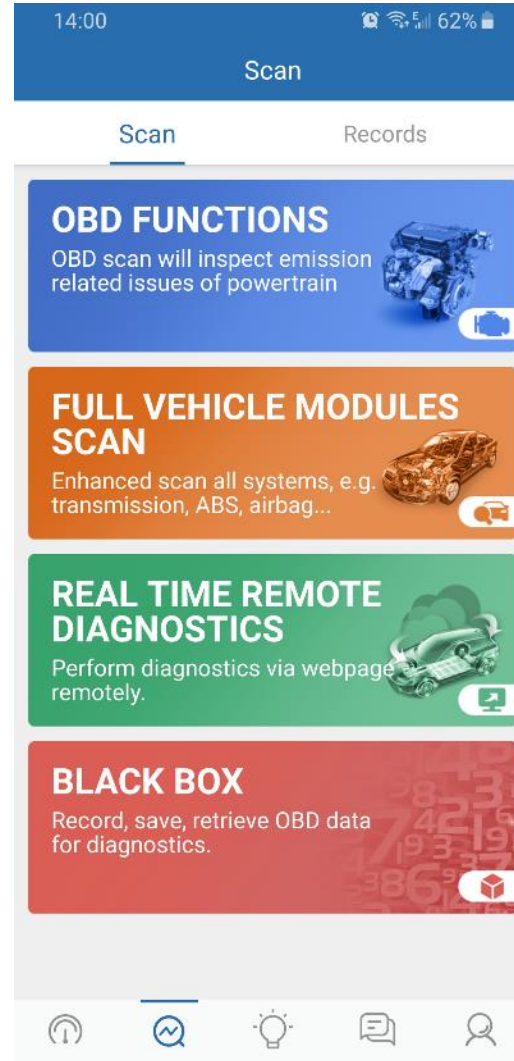 14:00 62%
Scan
Scan Records
OBD FUNCTIONS
OBD scan will inspect emission
related issues of powertrain
FULL VEHICLE MODULES
SCAN
Enhanced scan all systems, e.g.
transmission, ABS, airbag...
REAL TIME REMOTE
DIAGNOSTICS
Perform diagnostics via webpage
remotely.
BLACK BOX
Record, save, retrieve OBD data
for diagnostics.